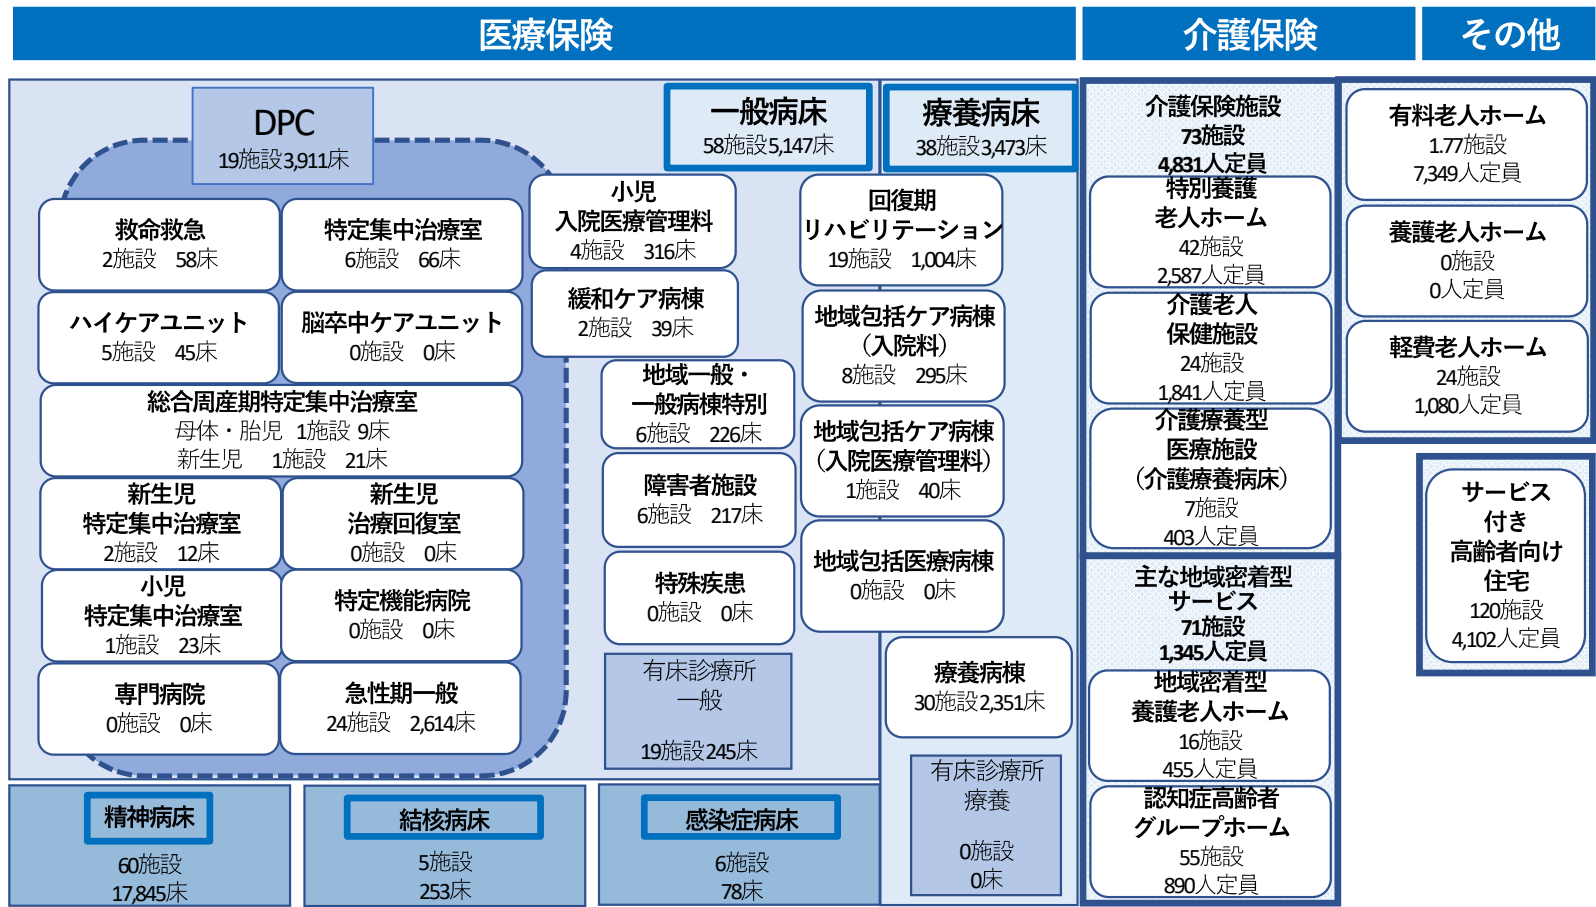 医療保険
介護保険
その他
DPC
19施設3,911床
一般病床
58施設5,147床
療養病床
38施設3,473床
救命救急
2施設 58床
特定集中治療室
6施設 66床
ハイケアユニット
5施設 45床
脳卒中ケアユニット
0施設 0床
総合周産期特定集中治療室
母体・胎児 1施設 9床
新生児 1施設 21床
新生児
特定集中治療室
2施設 12床
新生児
治療回復室
0施設 0床
小児
特定集中治療室
1施設 23床
特定機能病院
0施設 0床
専門病院
0施設 0床
急性期一般
24施設 2,614床
小児
入院医療管理料
4施設 316床
緩和ケア病棟
2施設 39床
地域一般・
一般病棟特別
6施設 226床
障害者施設
6施設 217床
特殊疾患
0施設 0床
有床診療所
一般
19施設245床
回復期
リハビリテーション
19施設 1,004床
地域包括ケア病棟
（入院料）
8施設 295床
地域包括ケア病棟
（入院医療管理料）
1施設 40床
地域包括医療病棟
0施設 0床
療養病棟
30施設2,351床
有床診療所
療養
0施設
0床
精神病床
60施設
17,845床
結核病床
5施設
253床
感染症病床
6施設
78床
介護保険施設
73施設
4,831人定員
特別養護
老人ホーム
42施設
2,587人定員
介護老人
保健施設
24施設
1,841人定員
介護療養型
医療施設
（介護療養病床）
7施設
403人定員
主な地域密着型
サービス
71施設
1,345人定員
地域密着型
養護老人ホーム
16施設
455人定員
認知症高齢者
グループホーム
55施設
890人定員
有料老人ホーム
1.77施設
7,349人定員
養護老人ホーム
0施設
0人定員
軽費老人ホーム
24施設
1,080人定員
サービス
付き
高齢者向け
住宅
120施設
4,102人定員